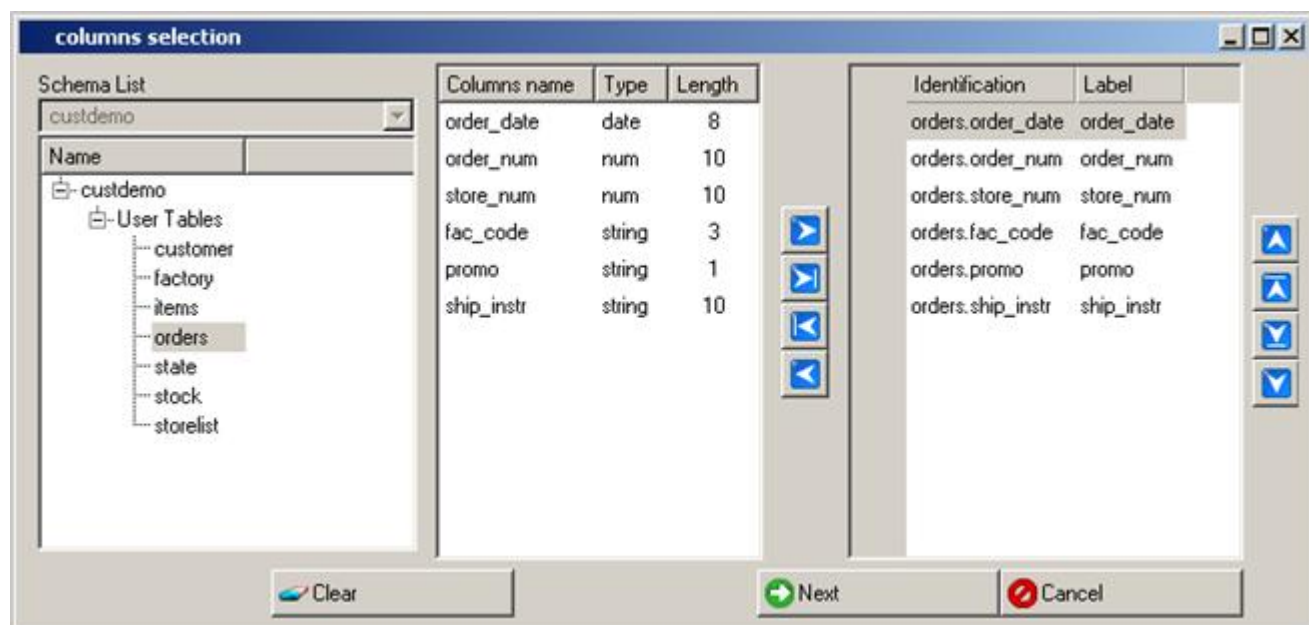 columns selection
Schema List
custdemo
Name
custdemo
User Tables
customer
factory
items
orders
state
stock
storelist
Columns name Type Length
order_date date 8
order_num num 10
store_num num 10
fac_code string 3
promo string 1
ship_instr string 10
Identification Label
orders.order_date order_date
orders.order_num order_num
orders.store_num store_num
orders.fac_code fac_code
orders.promo promo
orders.ship_instr ship_instr
Clear
Next
Cancel